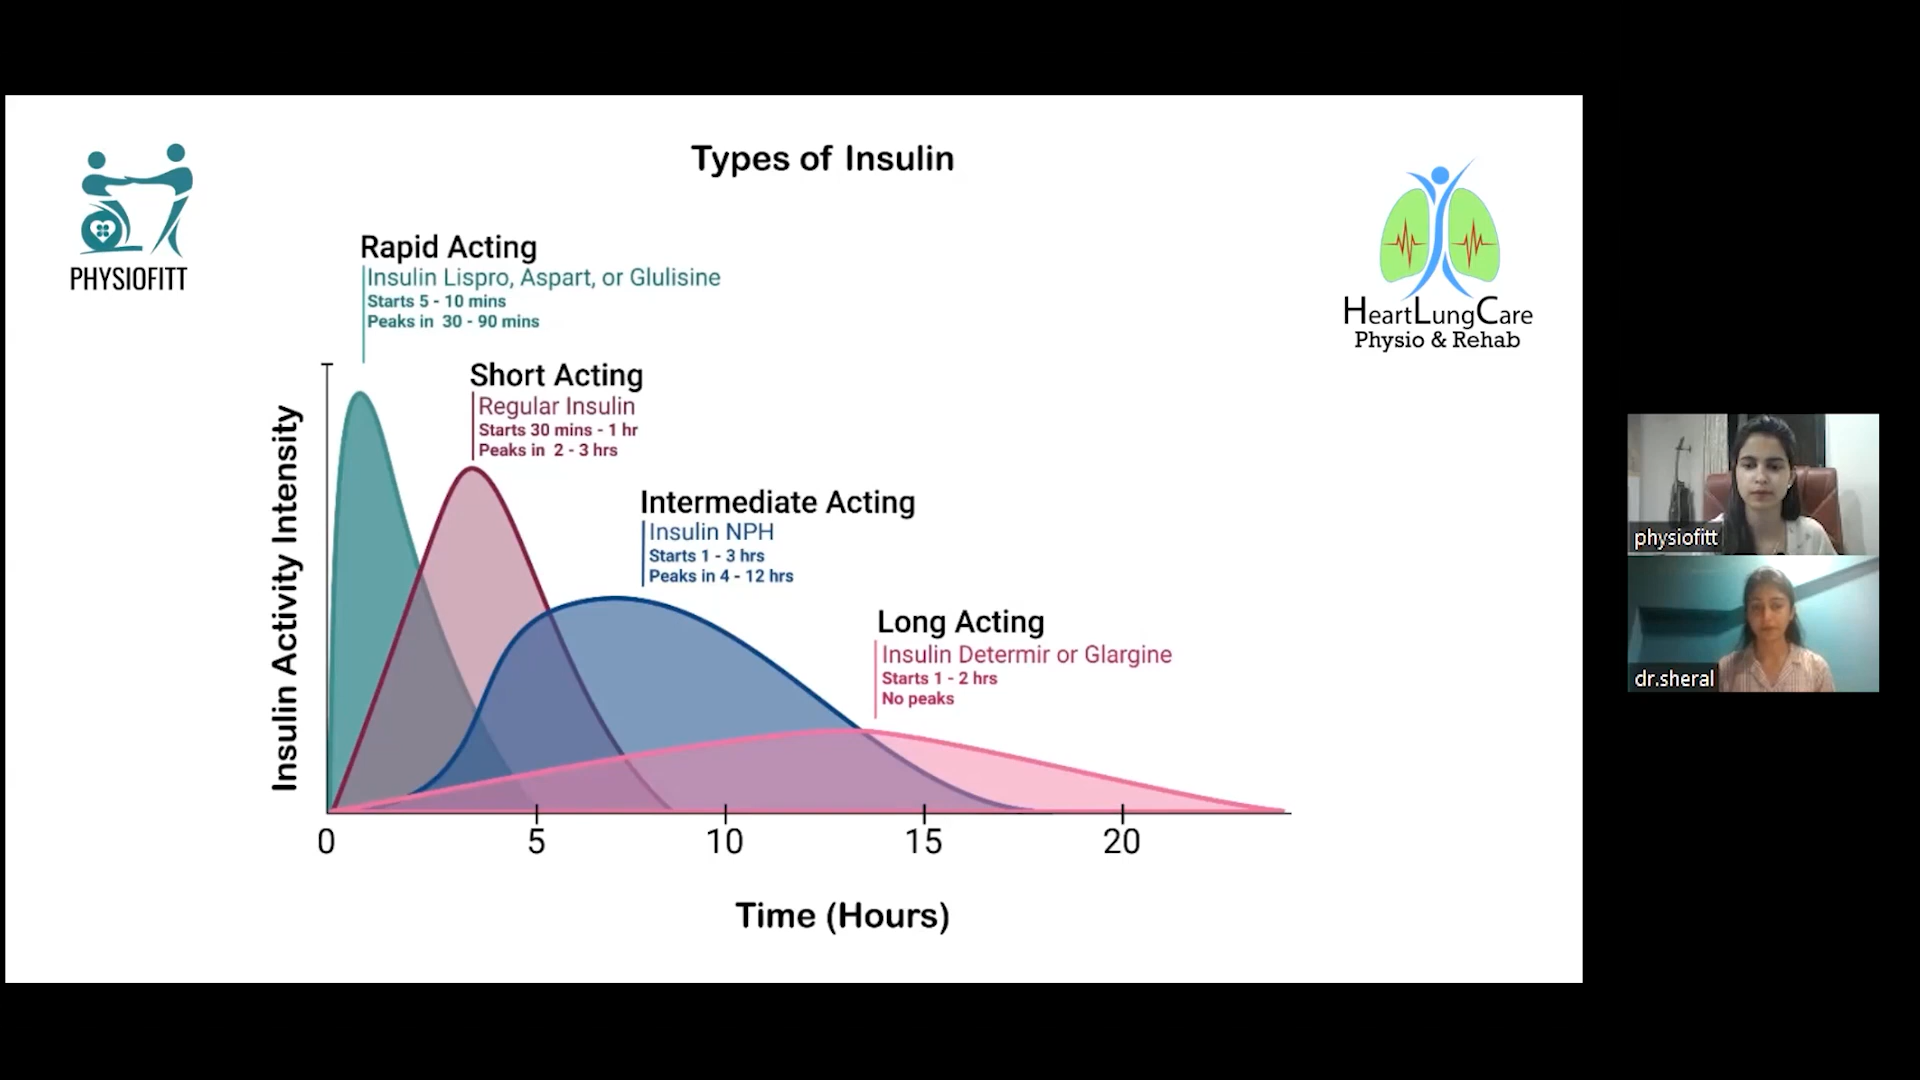 Types of Insulin
PHYSIOFITT
HeartLungCare
Physio & Rehab
Rapid Acting
Insulin Lispro, Aspart, or Glulisine
Starts 5 - 10 mins
Peaks in 30 - 90 mins
Short Acting
Regular Insulin
Starts 30 mins - 1 hr
Peaks in 2 - 3 hrs
Intermediate Acting
Insulin NPH
Starts 1 - 3 hrs
Peaks in 4 - 12 hrs
Long Acting
Insulin Determir or Glargine
Starts 1 - 2 hrs
No peaks
Insulin Activity Intensity
0 5 10 15 20
Time (Hours)
physiofitt
dr.sheral